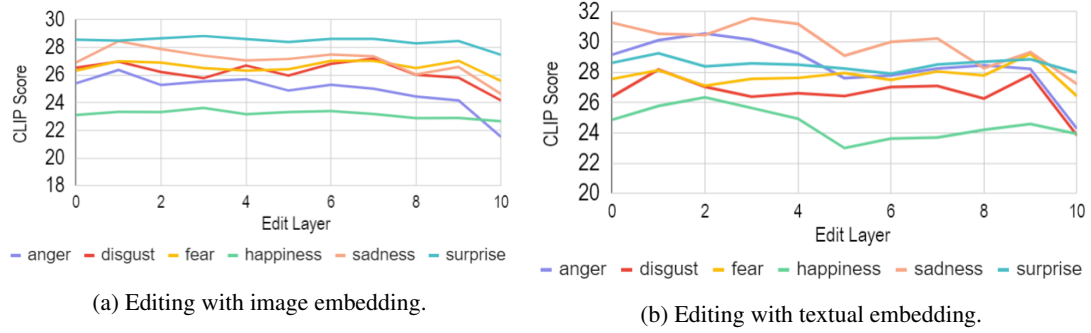 30
28
26
24
22
20
18
CLIP Score
0 2 4 6 8 10
Edit Layer
anger disgust fear happiness sadness surprise
(a) Editing with image embedding.
32
30
28
26
24
22
20
CLIP Score
0 2 4 6 8 10
Edit Layer
anger disgust fear happiness sadness surprise
(b) Editing with textual embedding.